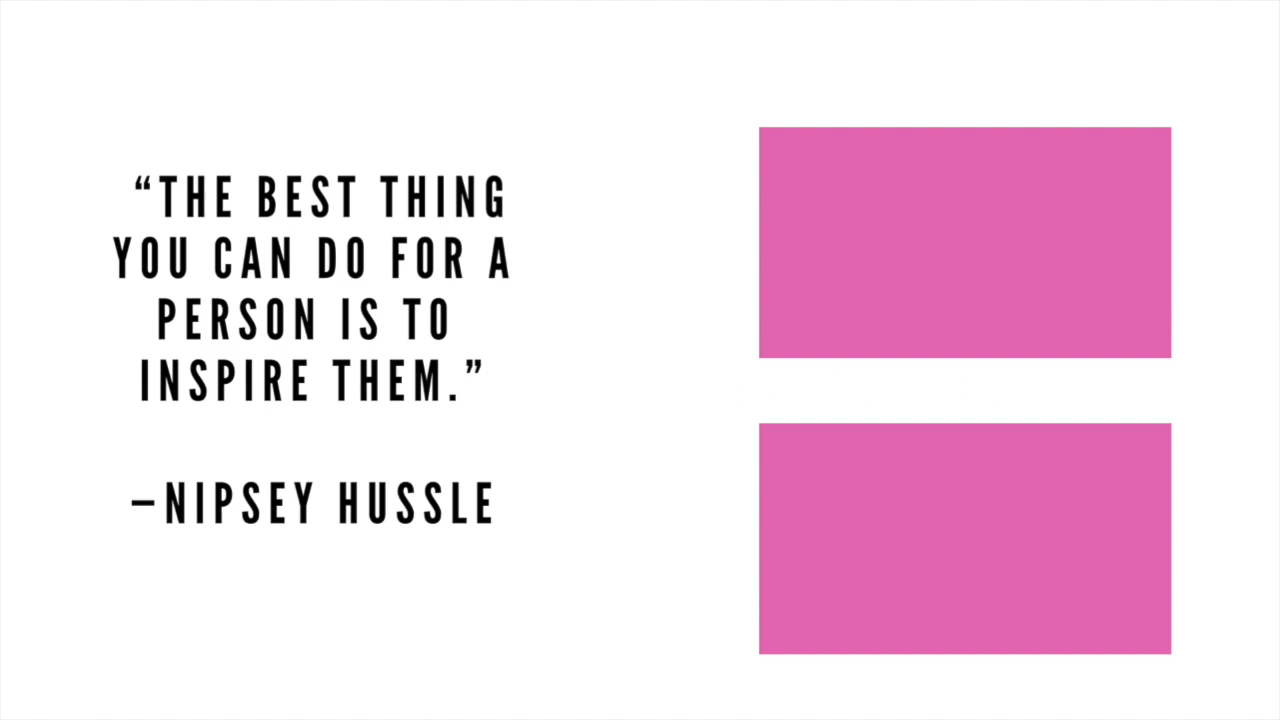 “THE BEST THING
YOU CAN DO FOR A
PERSON IS TO
INSPIRE THEM.”
–NIPSEY HUSSLE